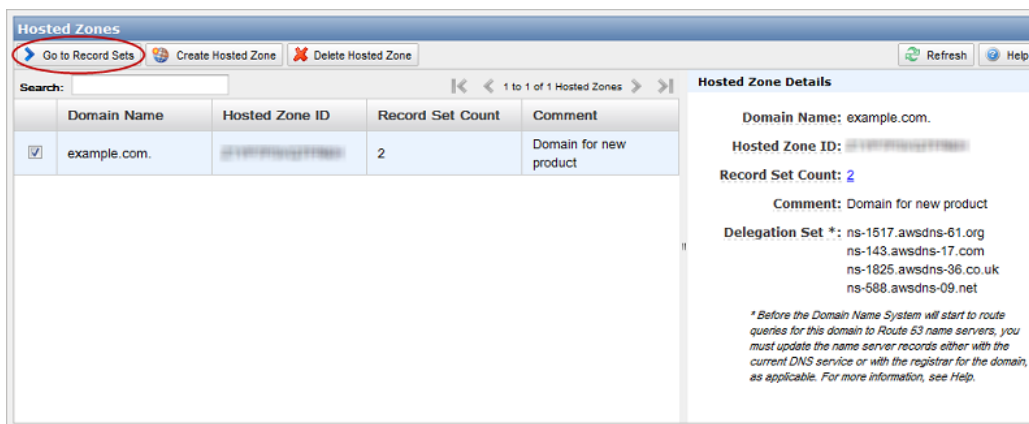 Hosted Zones
Go to Record Sets Create Hosted Zone Delete Hosted Zone Refresh Help
Search: 1 to 1 of 1 Hosted Zones
Domain Name Hosted Zone ID Record Set Count Comment
example.com. 2 Domain for new
product
Hosted Zone Details
Domain Name: example.com.
Hosted Zone ID:
Record Set Count: 2
Comment: Domain for new product
Delegation Set *: ns-1517.awsdns-61.org
ns-143.awsdns-17.com
ns-1825.awsdns-36.co.uk
ns-588.awsdns-09.net
* Before the Domain Name System will start to route
queries for this domain to Route 53 name servers, you
must update the name server records either with the
current DNS service or with the registrar for the domain,
as applicable. For more information, see Help.